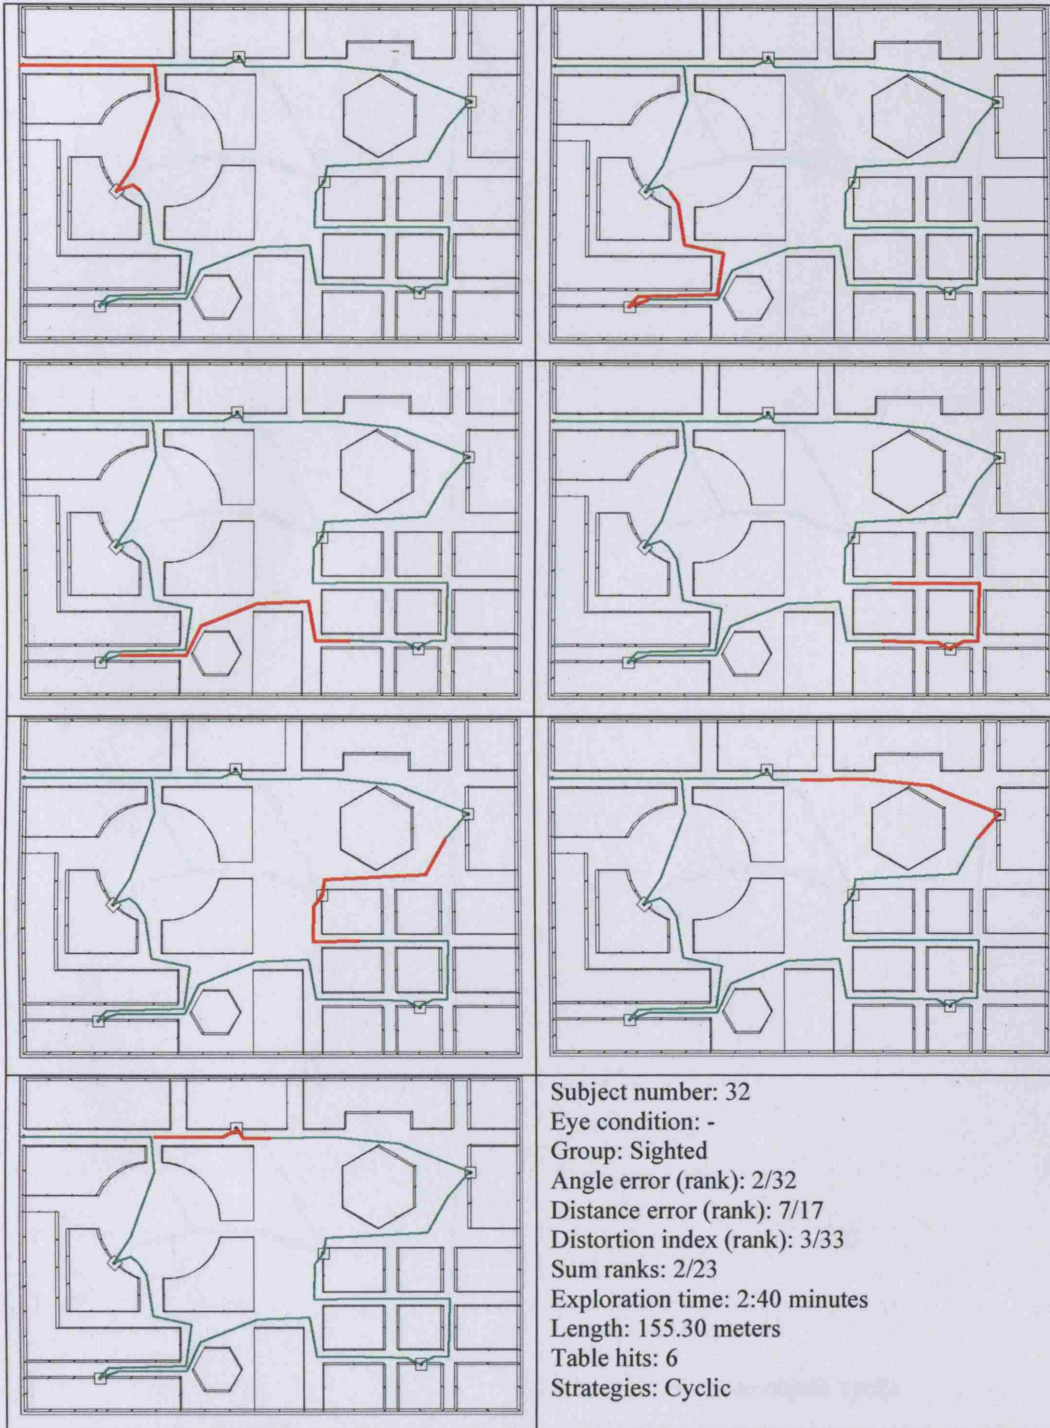 Subject number: 32
Eye condition: -
Group: Sighted
Angle error (rank): 2/32
Distance error (rank): 7/17
Distortion index (rank): 3/33
Sum ranks: 2/23
Exploration time: 2:40 minutes
Length: 155.30 meters
Table hits: 6
Strategies: Cyclic